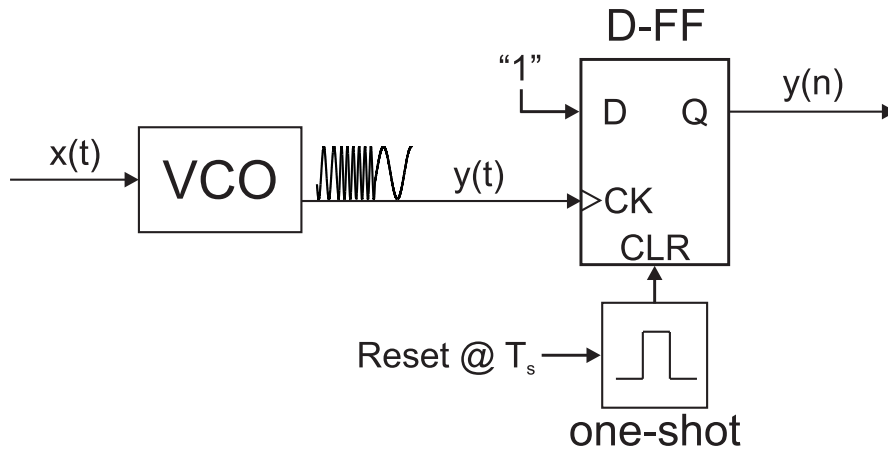 D-FF
“1”
y(n)
D
Q
x(t)
VCO
y(t)
CK
CLR
Reset @ Ts
one-shot